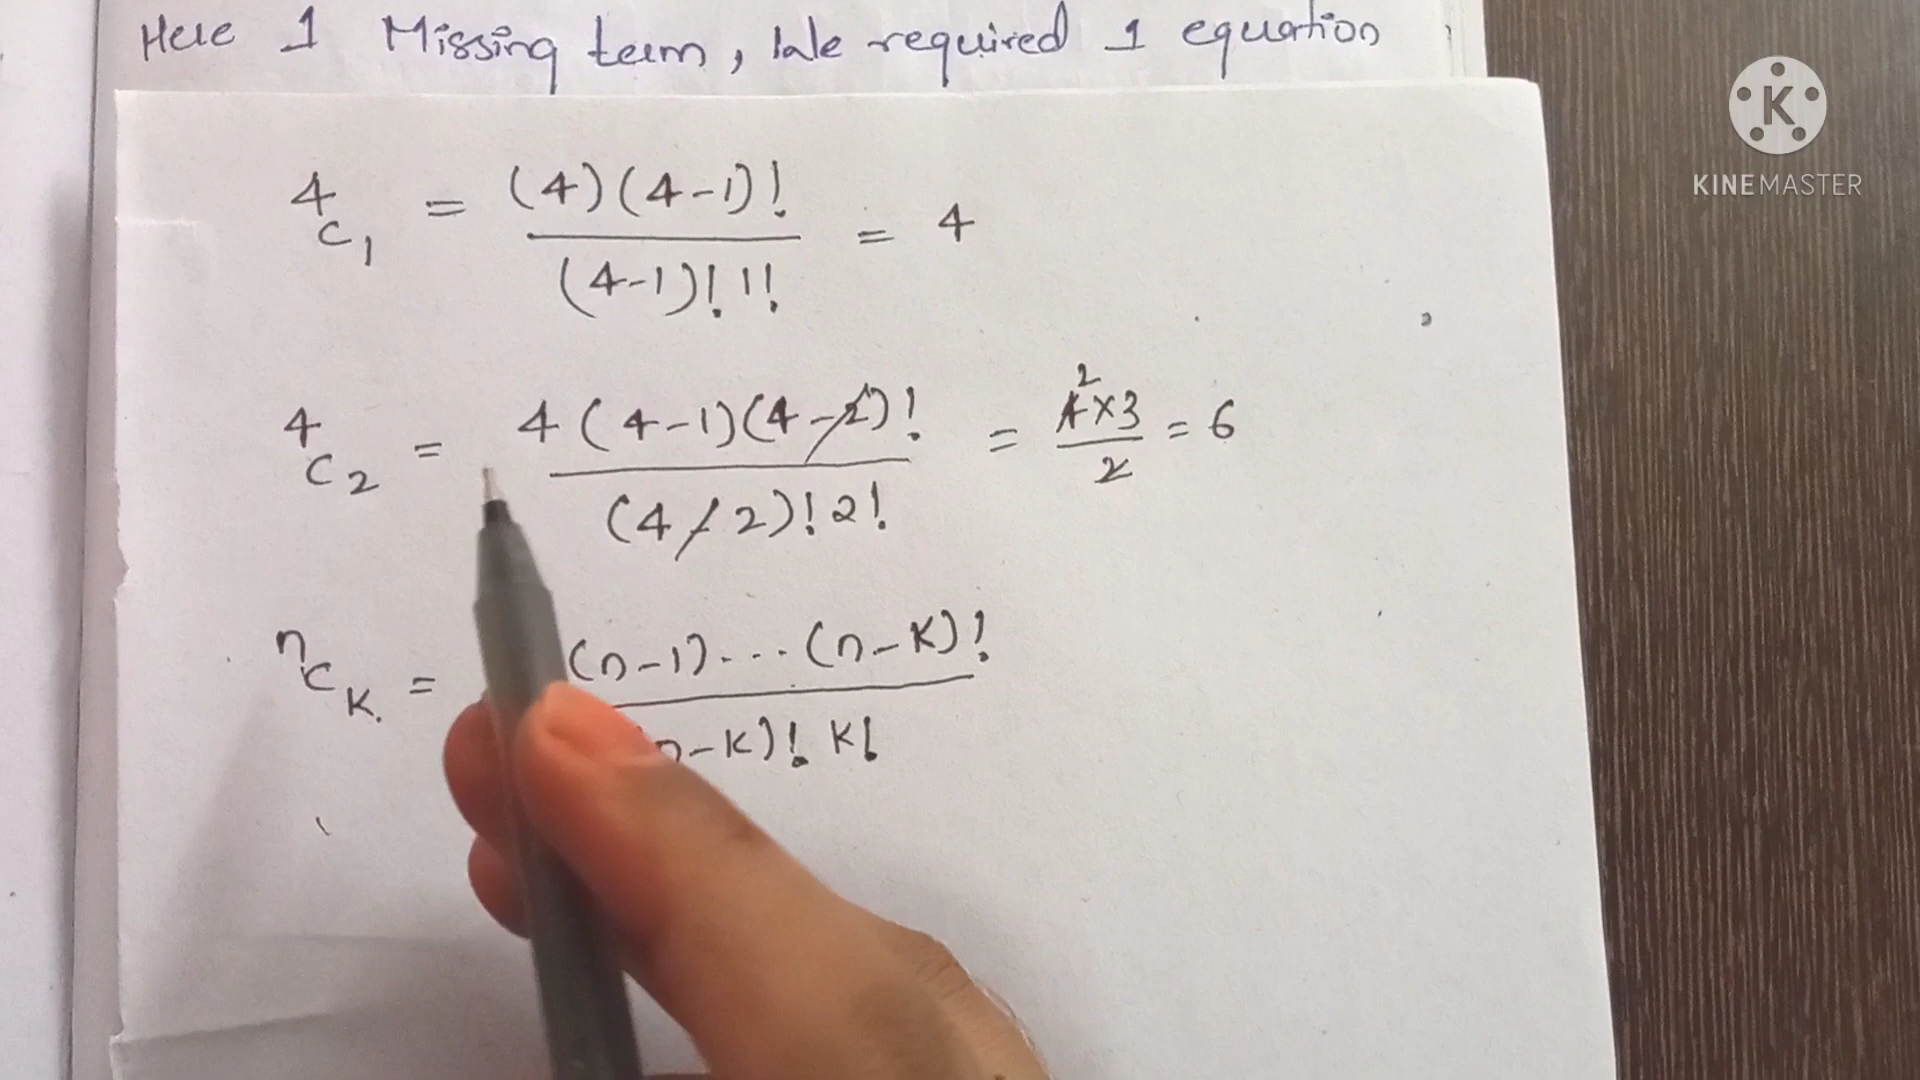 Here 1 Missing term, We required 1 equation
KINEMASTER
4c1 = (4)(4-1)! / (4-1)! 1! = 4
4c2 = 4(4-1)(4-2)! / (4-2)! 2! = 4×3 / 2 = 6
2
nck. = (n-1)...(n-k)! / n-k)! k!